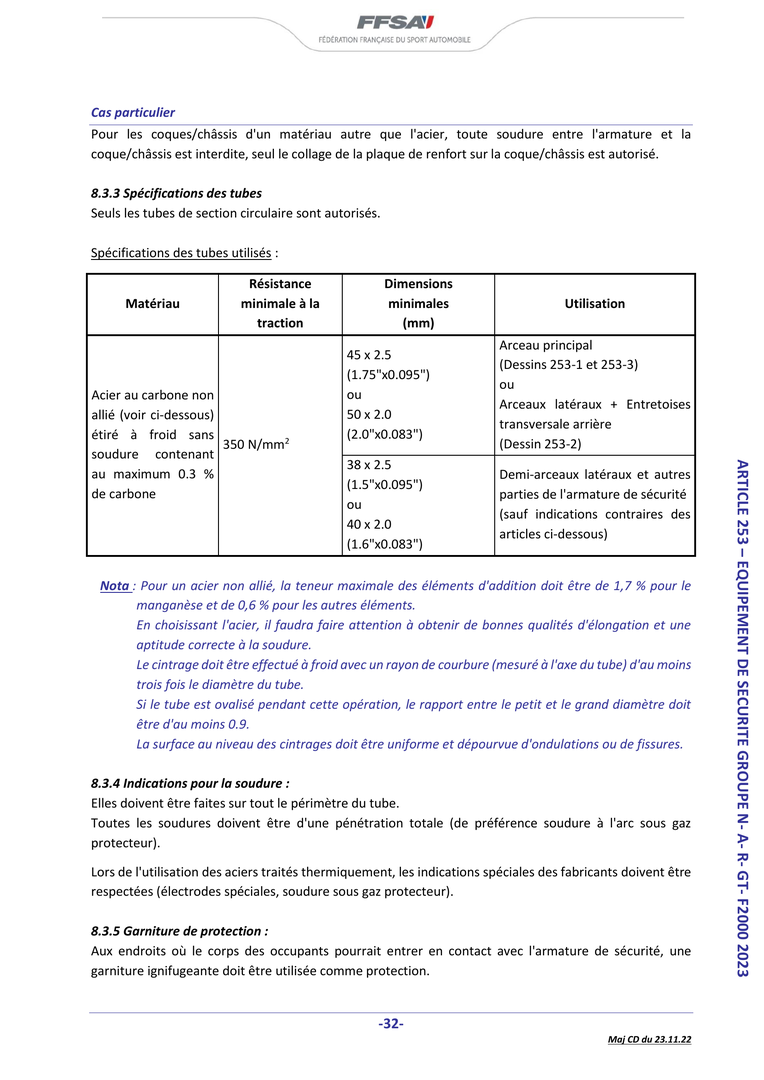 FFSA
FÉDÉRATION FRANÇAISE DU SPORT AUTOMOBILE
Cas particulier
Pour les coques/châssis d'un matériau autre que l'acier, toute soudure entre l'armature et la
coque/châssis est interdite, seul le collage de la plaque de renfort sur la coque/châssis est autorisé.
8.3.3 Spécifications des tubes
Seuls les tubes de section circulaire sont autorisés.
Spécifications des tubes utilisés :
Matériau
Résistance
minimale à la
traction
Dimensions
minimales
(mm)
Utilisation
Acier au carbone non
allié (voir ci-dessous)
étiré à froid sans
soudure contenant
au maximum 0.3 %
de carbone
350 N/mm²
45 x 2.5
(1.75"x0.095")
ou
50 x 2.0
(2.0"x0.083")
Arceau principal
(Dessins 253-1 et 253-3)
ou
Arceaux latéraux + Entretoises
transversale arrière
(Dessin 253-2)
38 x 2.5
(1.5"x0.095")
ou
40 x 2.0
(1.6"x0.083")
Demi-arceaux latéraux et autres
parties de l'armature de sécurité
(sauf indications contraires des
articles ci-dessous)
Nota : Pour un acier non allié, la teneur maximale des éléments d'addition doit être de 1,7 % pour le
manganèse et de 0,6 % pour les autres éléments.
En choisissant l'acier, il faudra faire attention à obtenir de bonnes qualités d'élongation et une
aptitude correcte à la soudure.
Le cintrage doit être effectué à froid avec un rayon de courbure (mesuré à l'axe du tube) d'au moins
trois fois le diamètre du tube.
Si le tube est ovalisé pendant cette opération, le rapport entre le petit et le grand diamètre doit
être d'au moins 0.9.
La surface au niveau des cintrages doit être uniforme et dépourvue d'ondulations ou de fissures.
8.3.4 Indications pour la soudure :
Elles doivent être faites sur tout le périmètre du tube.
Toutes les soudures doivent être d'une pénétration totale (de préférence soudure à l'arc sous gaz
protecteur).
Lors de l'utilisation des aciers traités thermiquement, les indications spéciales des fabricants doivent être
respectées (électrodes spéciales, soudure sous gaz protecteur).
8.3.5 Garniture de protection :
Aux endroits où le corps des occupants pourrait entrer en contact avec l'armature de sécurité, une
garniture ignifugeante doit être utilisée comme protection.
ARTICLE 253 – EQUIPEMENT DE SECURITE GROUPE N- A- R- GT- F2000 2023
-32-
Maj CD du 23.11.22